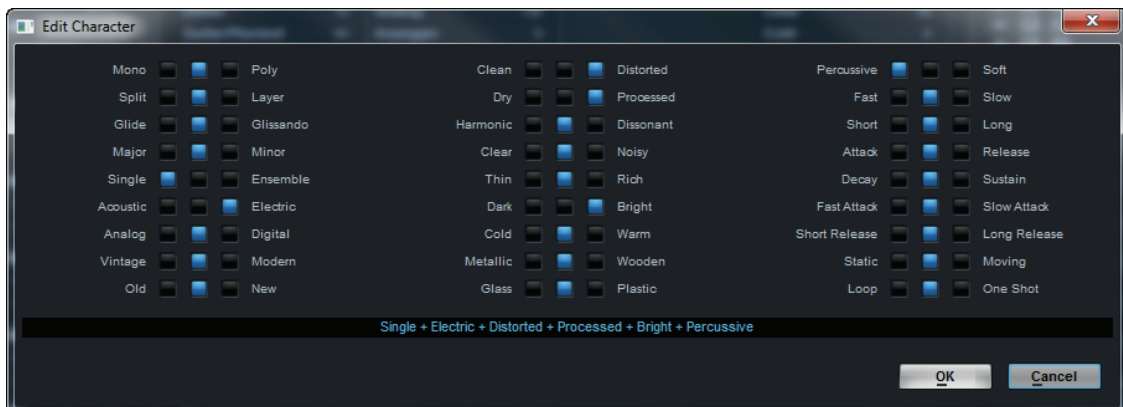 Edit Character
Mono Poly Clean Distorted Percussive Soft
Split Layer Dry Processed Fast Slow
Glide Glissando Harmonic Dissonant Short Long
Major Minor Clear Noisy Attack Release
Single Ensemble Thin Rich Decay Sustain
Acoustic Electric Dark Bright Fast Attack Slow Attack
Analog Digital Cold Warm Short Release Long Release
Vintage Modern Metallic Wooden Static Moving
Old New Glass Plastic Loop One Shot
Single + Electric + Distorted + Processed + Bright + Percussive
OK Cancel